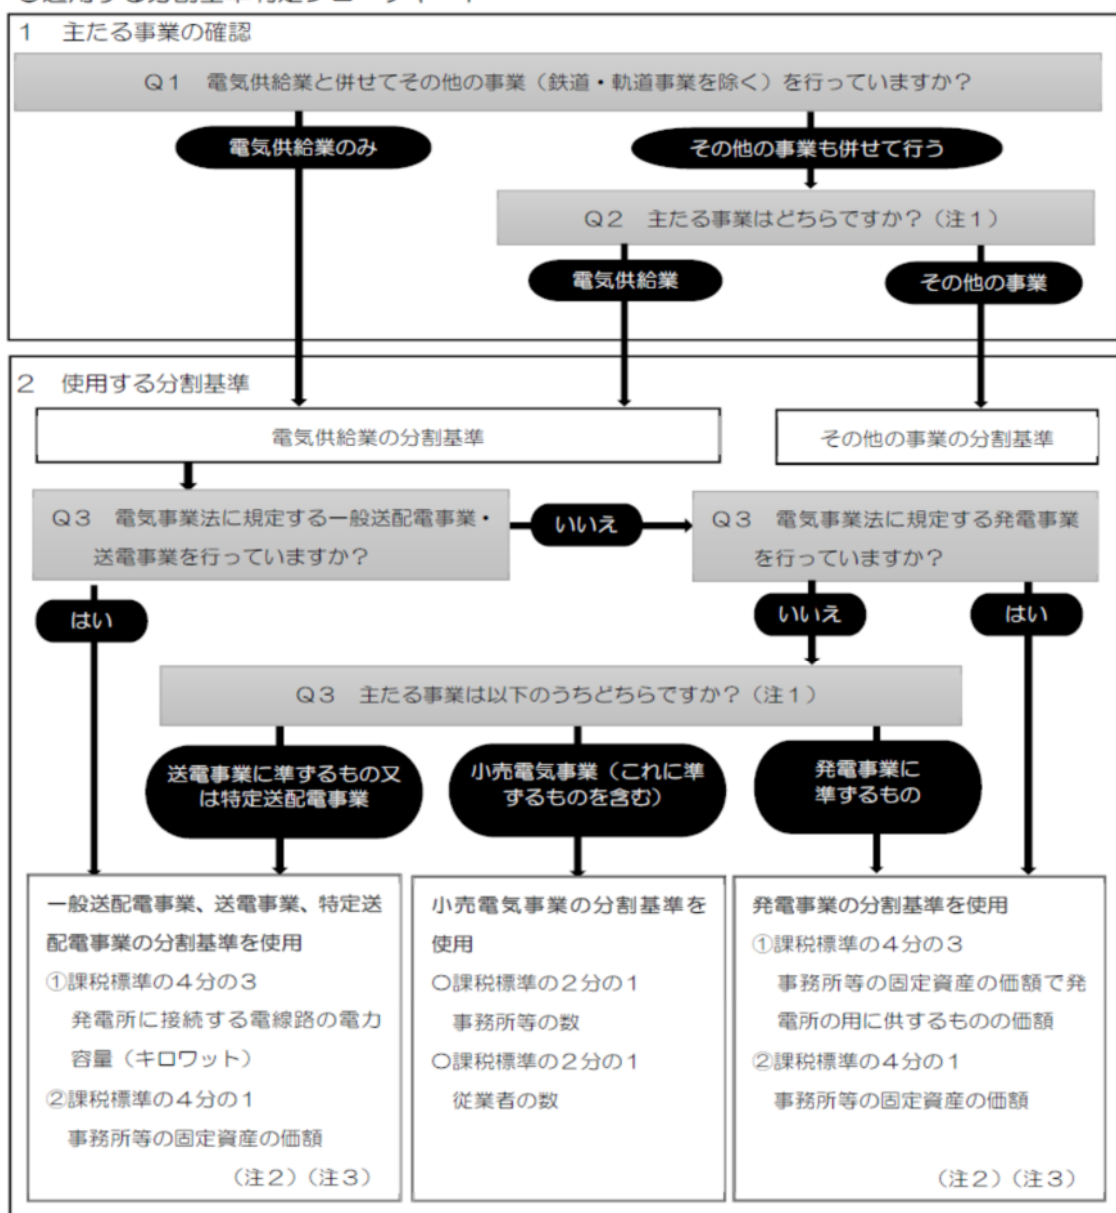 1　主たる事業の確認
Q1　電気供給業と併せてその他の事業（鉄道・軌道事業を除く）を行っていますか？
電気供給業のみ
その他の事業も併せて行う
Q2　主たる事業はどちらですか？（注1）
電気供給業
その他の事業
2　使用する分割基準
電気供給業の分割基準
その他の事業の分割基準
Q3　電気事業法に規定する一般送配電事業・
送電事業を行っていますか？
いいえ
Q3　電気事業法に規定する発電事業
を行っていますか？
はい
いいえ
はい
Q3　主たる事業は以下のうちどちらですか？（注1）
送電事業に準ずるもの又
は特定送配電事業
小売電気事業（これに準
ずるものを含む）
発電事業に
準ずるもの
一般送配電事業、送電事業、特定送
配電事業の分割基準を使用
①課税標準の4分の3
発電所に接続する電線路の電力
容量（キロワット）
②課税標準の4分の1
事務所等の固定資産の価額
（注2）（注3）
小売電気事業の分割基準を
使用
○課税標準の2分の1
事務所等の数
○課税標準の2分の1
従業者の数
発電事業の分割基準を使用
①課税標準の4分の3
事務所等の固定資産の価額で発
電所の用に供するものの価額
②課税標準の4分の1
事務所等の固定資産の価額
（注2）（注3）